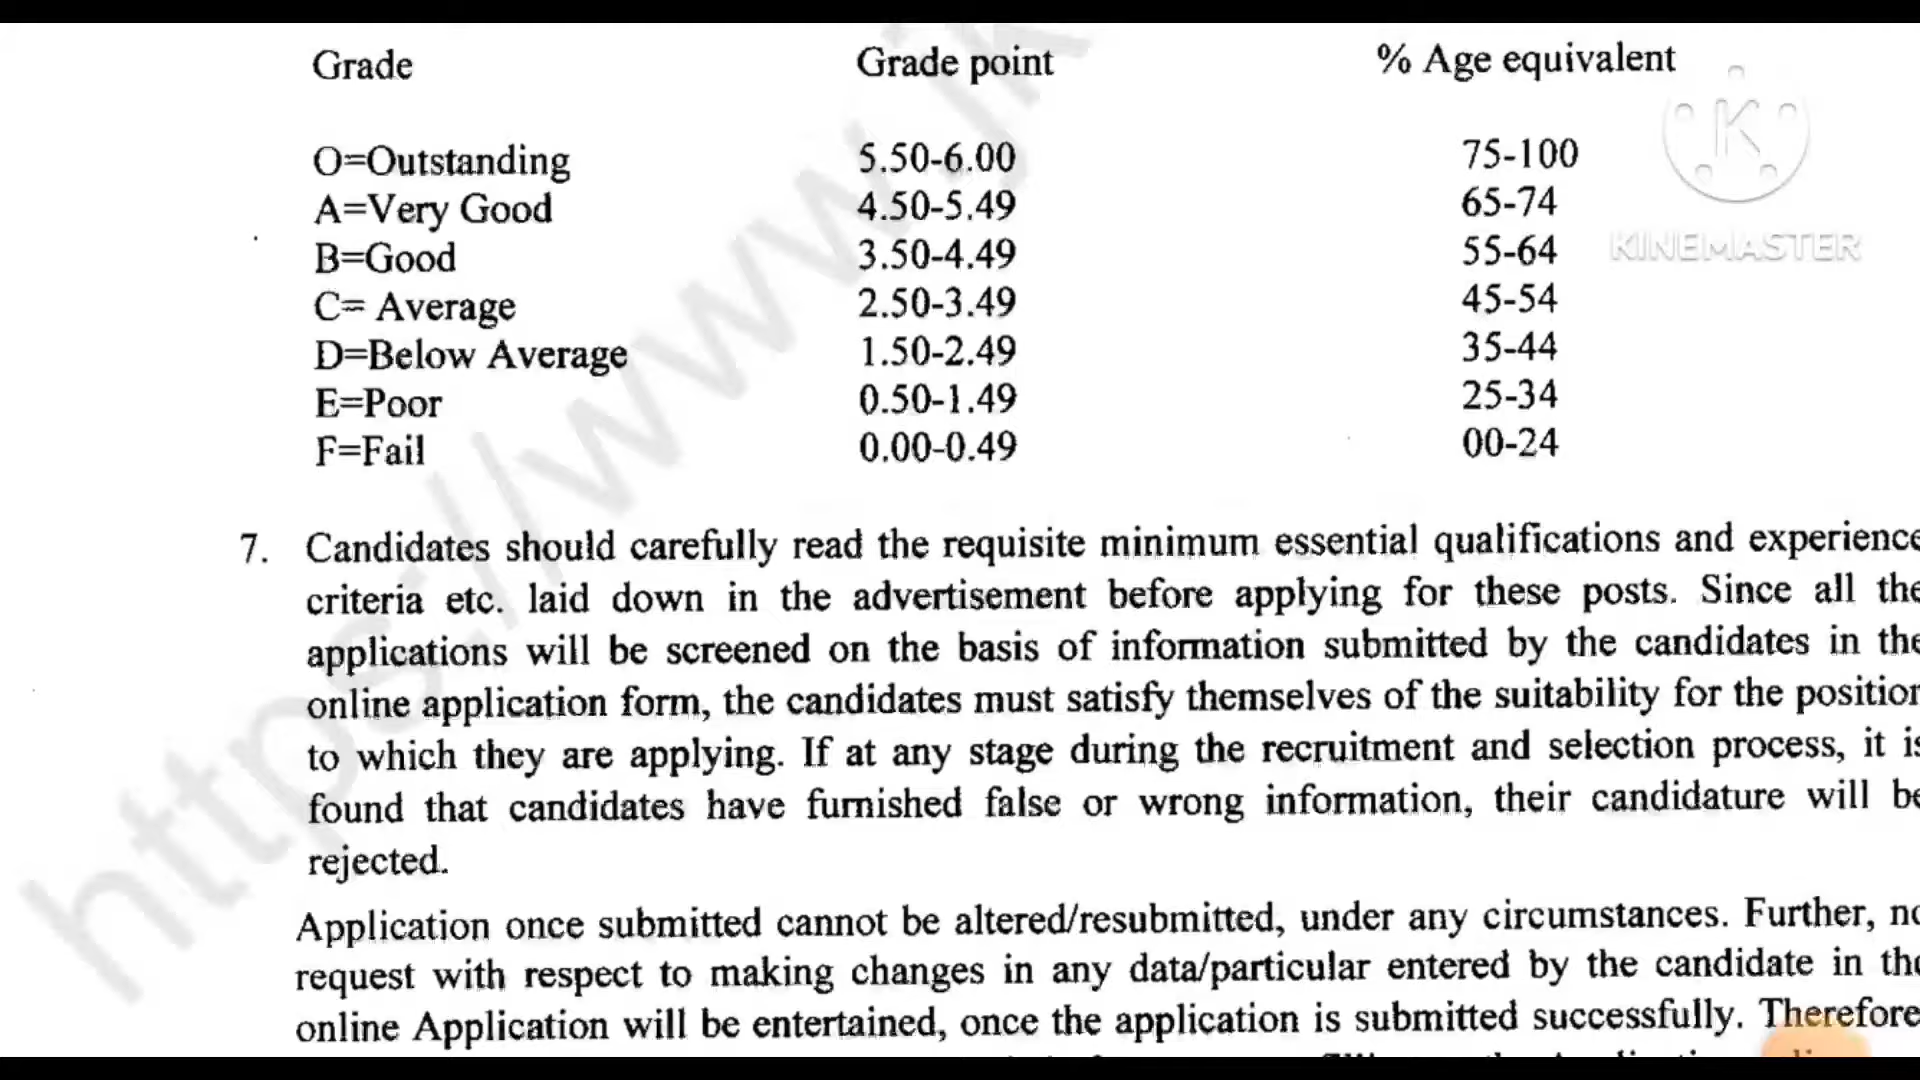 Grade Grade point % Age equivalent
O=Outstanding 5.50-6.00 75-100
A=Very Good 4.50-5.49 65-74
B=Good 3.50-4.49 55-64
C= Average 2.50-3.49 45-54
D=Below Average 1.50-2.49 35-44
E=Poor 0.50-1.49 25-34
F=Fail 0.00-0.49 00-24
KINEMASTER
7. Candidates should carefully read the requisite minimum essential qualifications and experience
criteria etc. laid down in the advertisement before applying for these posts. Since all the
applications will be screened on the basis of information submitted by the candidates in the
online application form, the candidates must satisfy themselves of the suitability for the position
to which they are applying. If at any stage during the recruitment and selection process, it is
found that candidates have furnished false or wrong information, their candidature will be
rejected.
Application once submitted cannot be altered/resubmitted, under any circumstances. Further, no
request with respect to making changes in any data/particular entered by the candidate in the
online Application will be entertained, once the application is submitted successfully. Therefore
https://www.jk